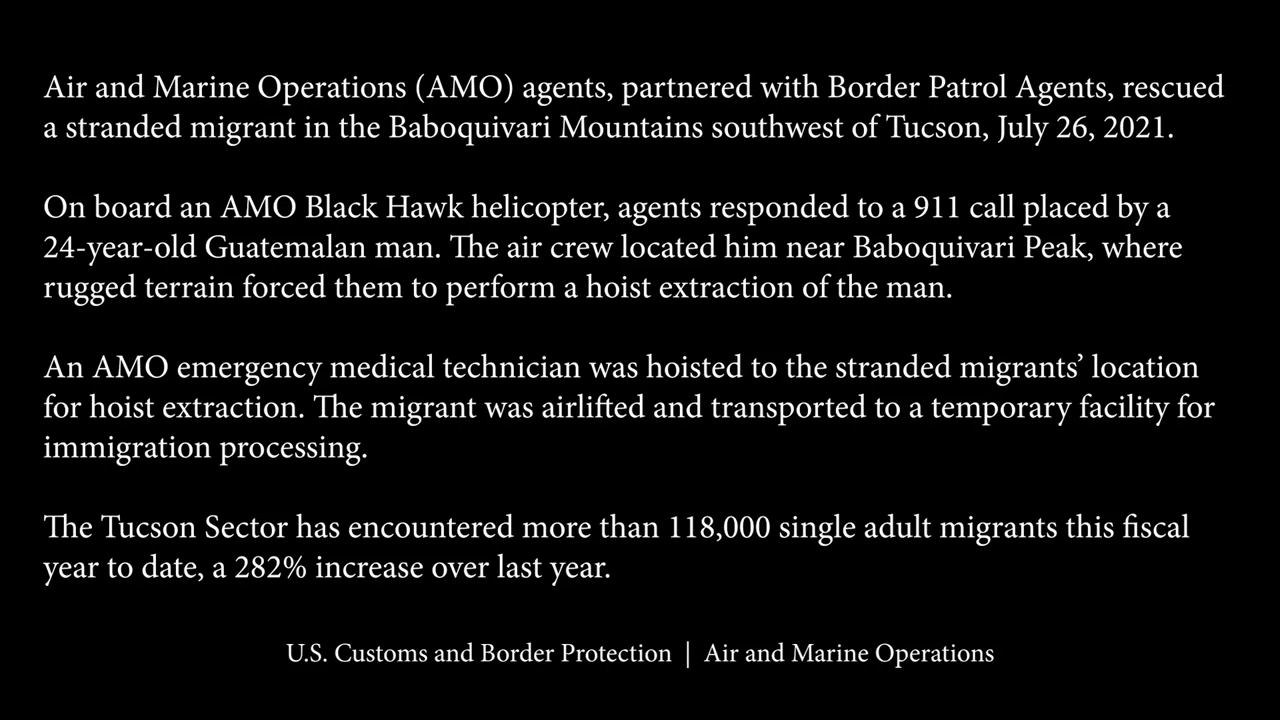 Air and Marine Operations (AMO) agents, partnered with Border Patrol Agents, rescued
a stranded migrant in the Baboquivari Mountains southwest of Tucson, July 26, 2021.
On board an AMO Black Hawk helicopter, agents responded to a 911 call placed by a
24-year-old Guatemalan man. The air crew located him near Baboquivari Peak, where
rugged terrain forced them to perform a hoist extraction of the man.
An AMO emergency medical technician was hoisted to the stranded migrants’ location
for hoist extraction. The migrant was airlifted and transported to a temporary facility for
immigration processing.
The Tucson Sector has encountered more than 118,000 single adult migrants this fiscal
year to date, a 282% increase over last year.
U.S. Customs and Border Protection | Air and Marine Operations